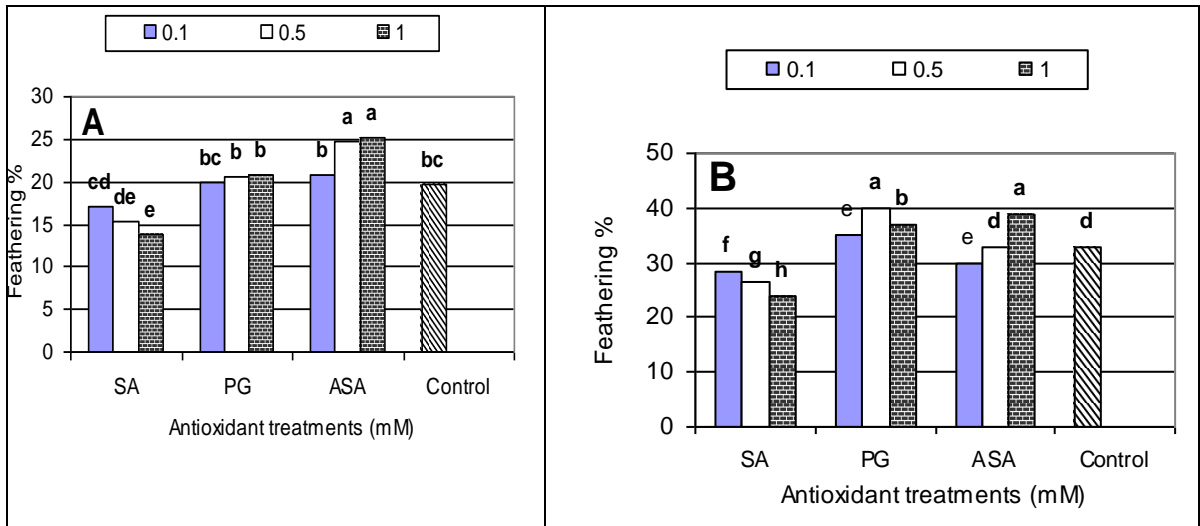 0.1 0.5 1
A
Feathering %
30
25
20
15
10
5
0
cd de e bc b b b a a bc
SA PG ASA Control
Antioxidant treatments (mM)
0.1 0.5 1
B
Feathering %
50
40
30
20
10
0
f g h e a b e d a d
SA PG ASA Control
Antioxidant treatments (mM)